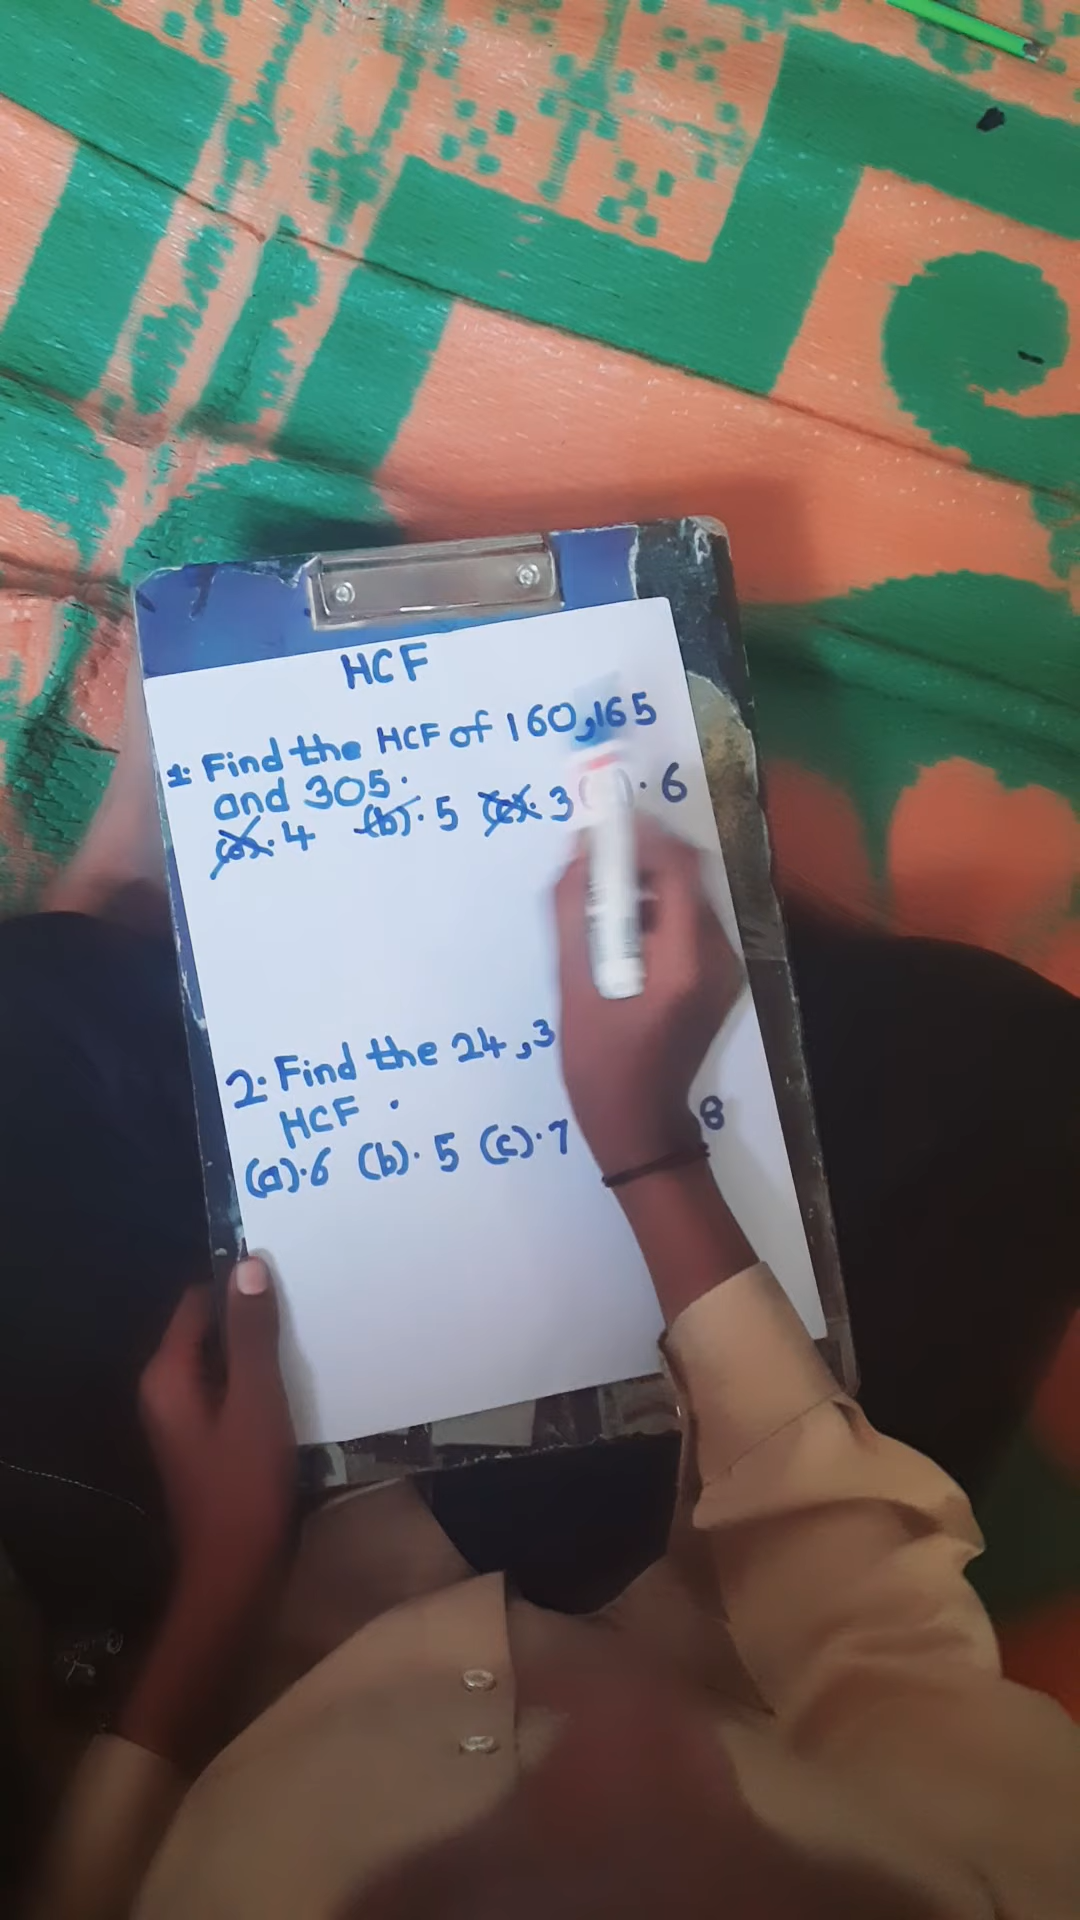 HCF
1. Find the HCF of 160,165
and 305.
(a). 4 (b). 5 (c). 3 . 6
2. Find the 24,3
HCF .
(a).6 (b). 5 (c).7 8